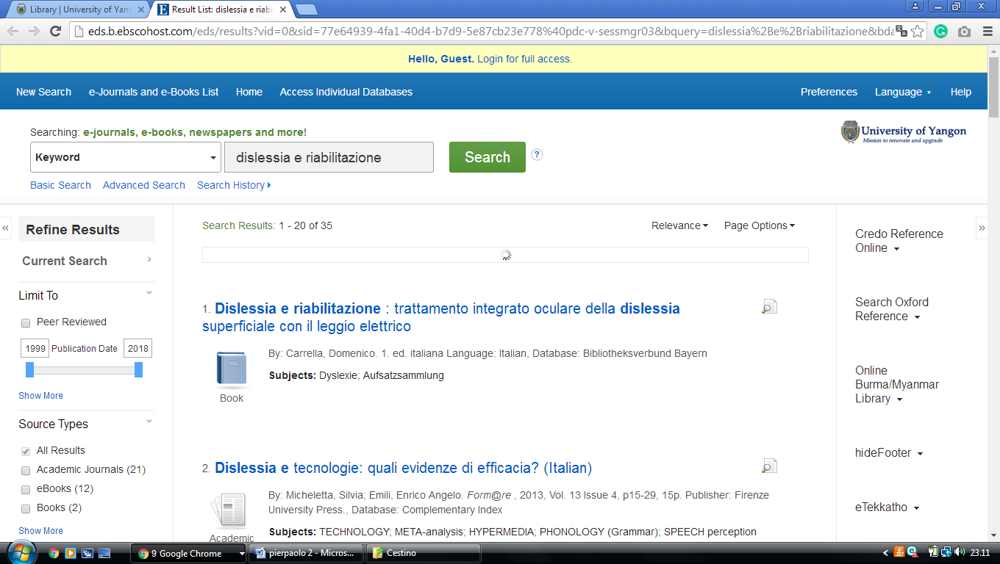 Library | University of Yang
Result List: dislessia e riabi
eds.b.ebscohost.com/eds/results?vid=0&sid=77e64939-4fa1-40d4-b7d9-5e87cb23e778%40pdc-v-sessmgr03&bquery=dislessia%2Be%2Briabilitazione&bda
Hello, Guest. Login for full access.
New Search e-Journals and e-Books List Home Access Individual Databases Preferences Language Help
Searching: e-journals, e-books, newspapers and more!
University of Yangon
Mission to renovate and upgrade
Keyword dislessia e riabilitazione Search ?
Basic Search Advanced Search Search History
« Refine Results
Current Search
Limit To
Peer Reviewed
1999 Publication Date 2018
Show More
Source Types
All Results
Academic Journals (21)
eBooks (12)
Books (2)
Show More
Search Results: 1 - 20 of 35 Relevance Page Options
1. Dislessia e riabilitazione : trattamento integrato oculare della dislessia
superficiale con il leggio elettrico
By: Carrella, Domenico. 1. ed. italiana Language: Italian, Database: Bibliotheksverbund Bayern
Subjects: Dyslexie; Aufsatzsammlung
Book
2. Dislessia e tecnologie: quali evidenze di efficacia? (Italian)
By: Micheletta, Silvia; Emili, Enrico Angelo. Form@re , 2013, Vol. 13 Issue 4, p15-29, 15p. Publisher: Firenze
University Press., Database: Complementary Index
Subjects: TECHNOLOGY; META-analysis; HYPERMEDIA; PHONOLOGY (Grammar); SPEECH perception
Academic
»
Credo Reference
Online
Search Oxford
Reference
Online
Burma/Myanmar
Library
hideFooter
eTekkatho
9 Google Chrome pierpaolo 2 - Micros... Cestino 23.11